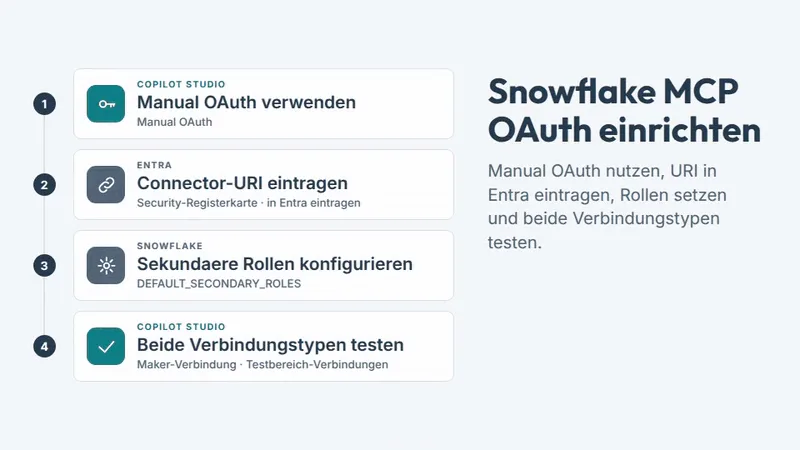 1
COPILOT STUDIO
Manual OAuth verwenden
Manual OAuth
2
ENTRA
Connector-URI eintragen
Security-Registerkarte · in Entra eintragen
3
SNOWFLAKE
Sekundaere Rollen konfigurieren
DEFAULT_SECONDARY_ROLES
4
COPILOT STUDIO
Beide Verbindungstypen testen
Maker-Verbindung · Testbereich-Verbindungen
Snowflake MCP
OAuth einrichten
Manual OAuth nutzen, URI in
Entra eintragen, Rollen setzen
und beide Verbindungstypen
testen.